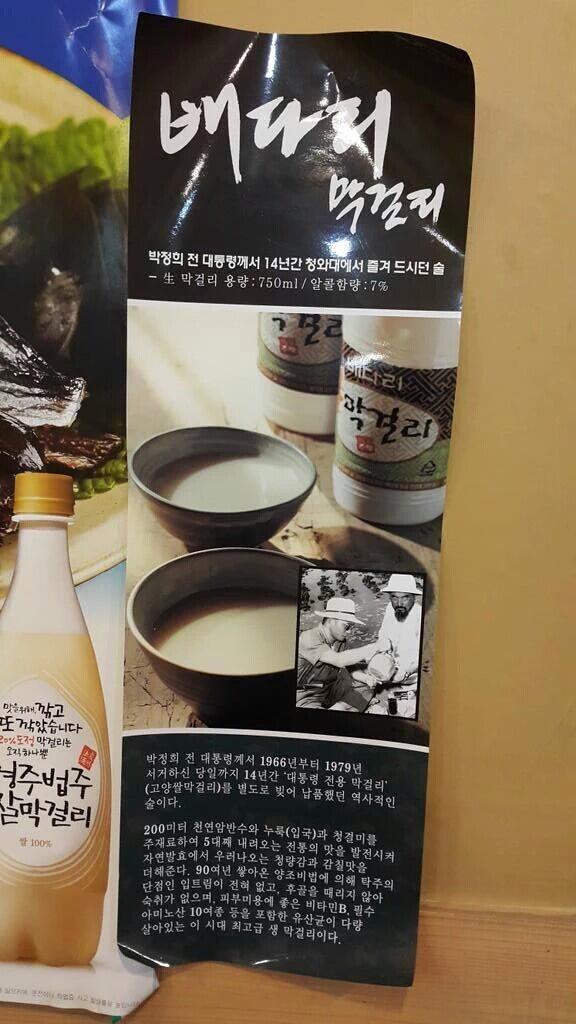 배다리
막걸리
박정희 전 대통령께서 14년간 청와대에서 즐겨 드시던 술
- 生 막걸리 용량:750ml / 알콜함량:7%
막걸리
배다리
막걸리
박정희 전 대통령께서 1966년부터 1979년
서거하신 당일까지 14년간 '대통령 전용 막걸리'
(고양쌀막걸리)를 별도로 빚어 납품했던 역사적인
술이다.
200미터 천연암반수와 누룩(입국)과 청결미를
주재료하여 5대째 내려오는 전통의 맛을 발전시켜
자연발효에서 우러나오는 청량감과 감칠맛을
더해준다. 90여년 쌓아온 양조비법에 의해 탁주의
단점인 입트림이 전혀 없고, 후골을 때리지 않아
숙취가 없으며, 피부미용에 좋은 비타민B, 필수
아미노산 10여종 등을 포함한 유산균이 다량
살아있는 이 시대 최고급 생 막걸리이다.
맛을 위해, 깎고
또 깎았습니다
20%도정 막걸리는
오직 하나뿐
경주법주
쌀막걸리
쌀 100%